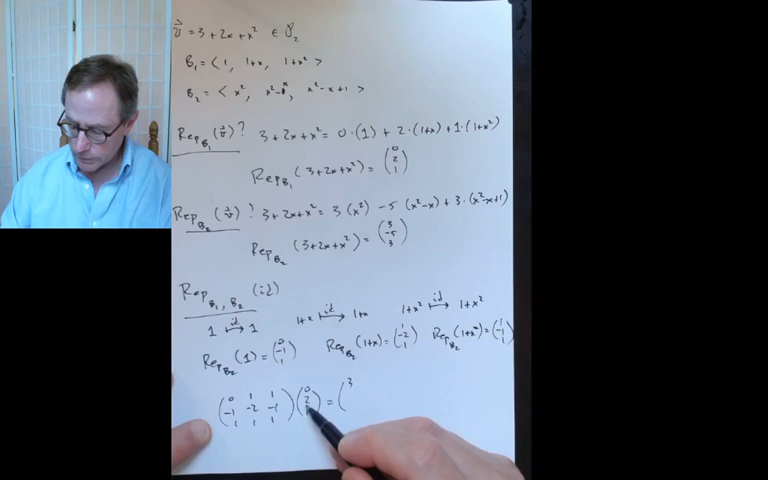 v⃗ = 3 + 2x + x² ∈ P₂
B₁ = < 1, 1+x, 1+x² >
B₂ = < x², x²-x, x²-x+1 >
Rep_B₁ (v⃗)? 3 + 2x + x² = 0·(1) + 2·(1+x) + 1·(1+x²)
Rep_B₁ (3+2x+x²) = (0 2 1)
Rep_B₂ (v⃗)? 3 + 2x + x² = 3(x²) -5(x²-x) + 3·(x²-x+1)
Rep_B₂ (3+2x+x²) = (3 -5 3)
Rep_B₁,B₂ (id)
1 id↦ 1 1+x id↦ 1+x 1+x² id↦ 1+x²
Rep_B₂ (1) = (0 -1 1) Rep_B₂ (1+x) = (1 -2 1) Rep_B₂ (1+x²) = (1 -1 1)
(0 1 1 / -1 -2 -1 / 1 1 1) (0 2 1) = (3